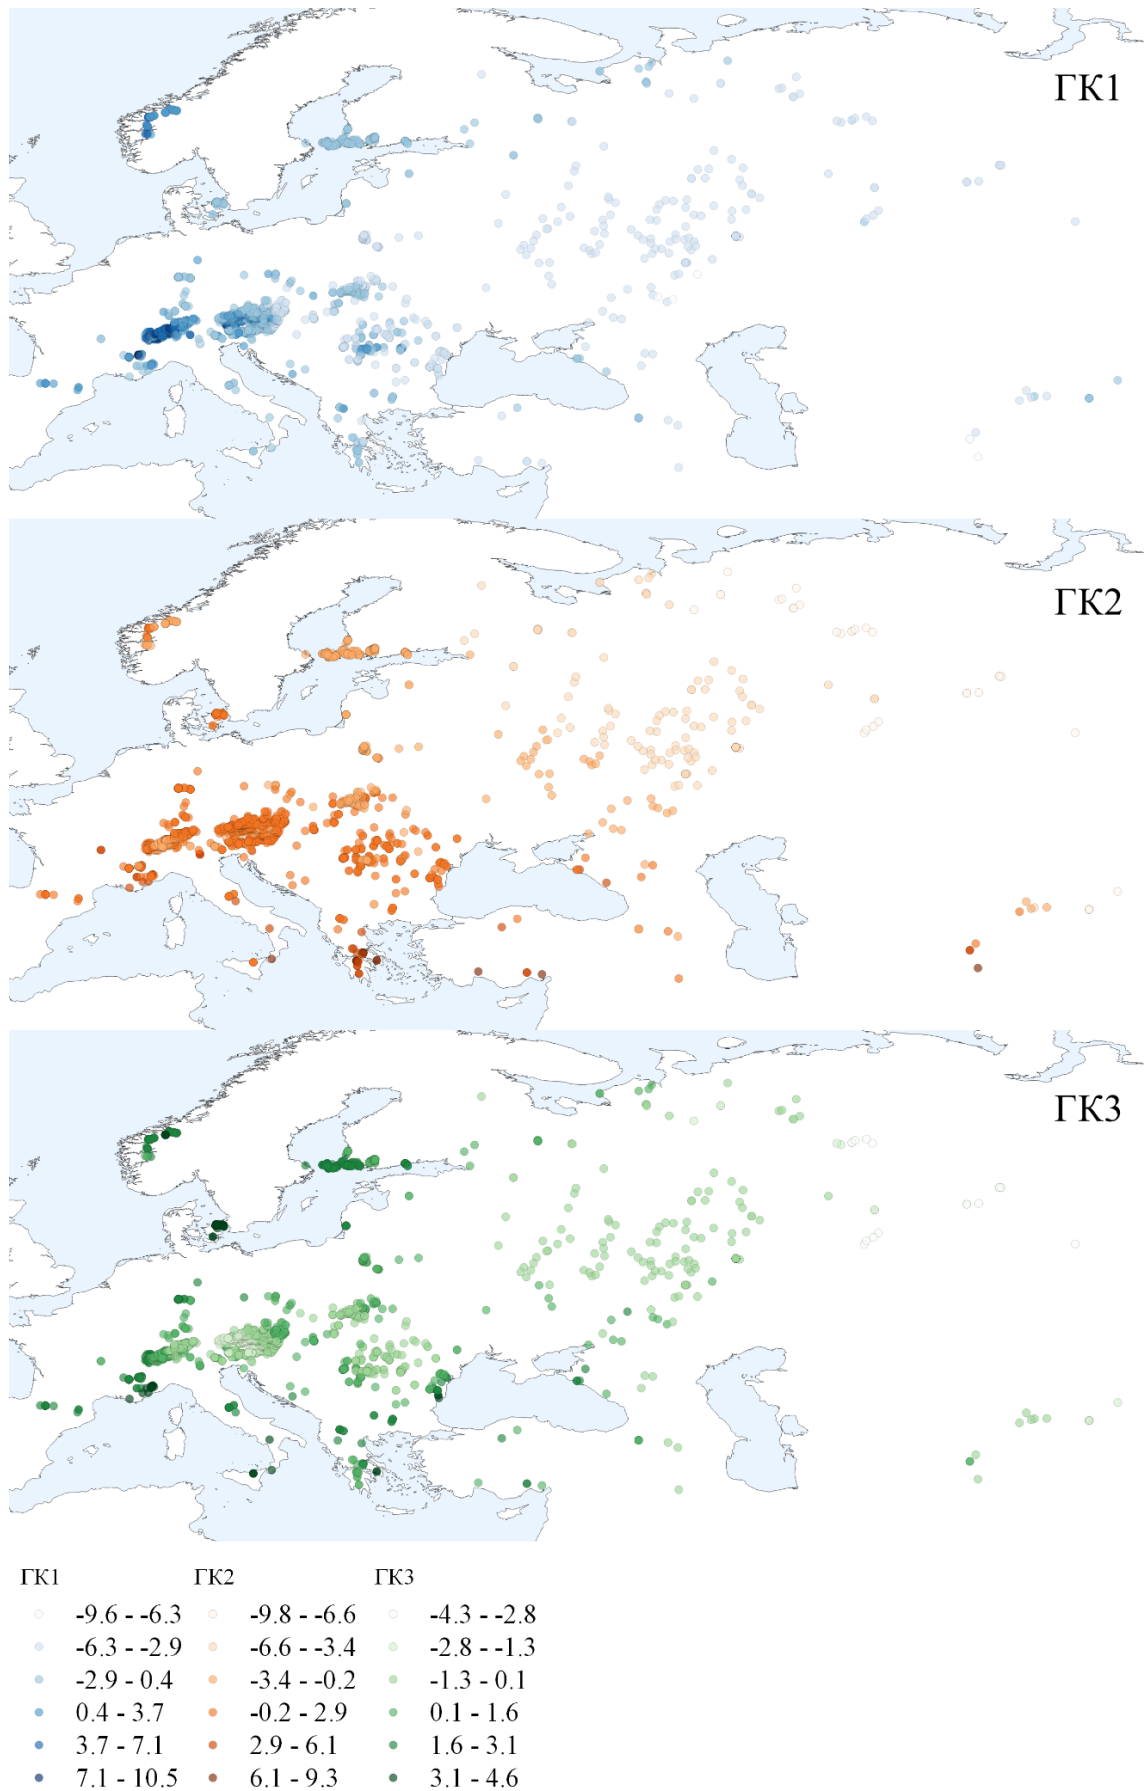 ГК1
ГК2
ГК3
ГК1 ГК2 ГК3
-9.6 - -6.3 -9.8 - -6.6 -4.3 - -2.8
-6.3 - -2.9 -6.6 - -3.4 -2.8 - -1.3
-2.9 - 0.4 -3.4 - -0.2 -1.3 - 0.1
0.4 - 3.7 -0.2 - 2.9 0.1 - 1.6
3.7 - 7.1 2.9 - 6.1 1.6 - 3.1
7.1 - 10.5 6.1 - 9.3 3.1 - 4.6